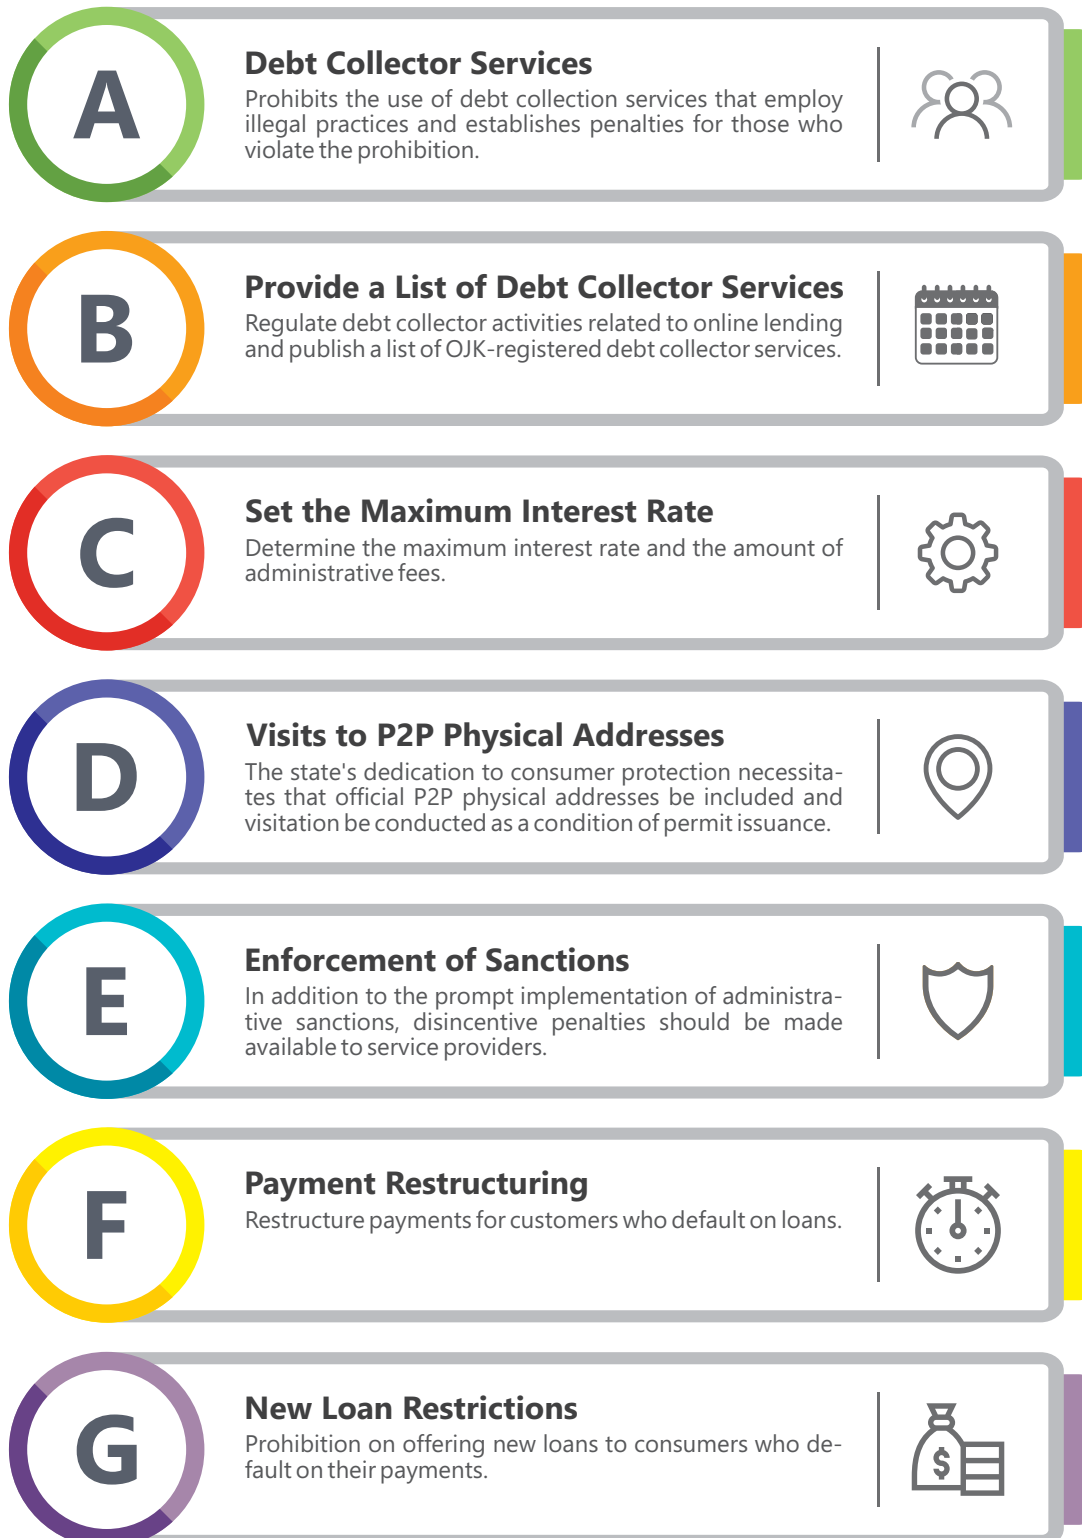 A
Debt Collector Services
Prohibits the use of debt collection services that employ
illegal practices and establishes penalties for those who
violate the prohibition.
B
Provide a List of Debt Collector Services
Regulate debt collector activities related to online lending
and publish a list of OJK-registered debt collector services.
C
Set the Maximum Interest Rate
Determine the maximum interest rate and the amount of
administrative fees.
D
Visits to P2P Physical Addresses
The state's dedication to consumer protection necessita-
tes that official P2P physical addresses be included and
visitation be conducted as a condition of permit issuance.
E
Enforcement of Sanctions
In addition to the prompt implementation of administra-
tive sanctions, disincentive penalties should be made
available to service providers.
F
Payment Restructuring
Restructure payments for customers who default on loans.
G
New Loan Restrictions
Prohibition on offering new loans to consumers who de-
fault on their payments.
$